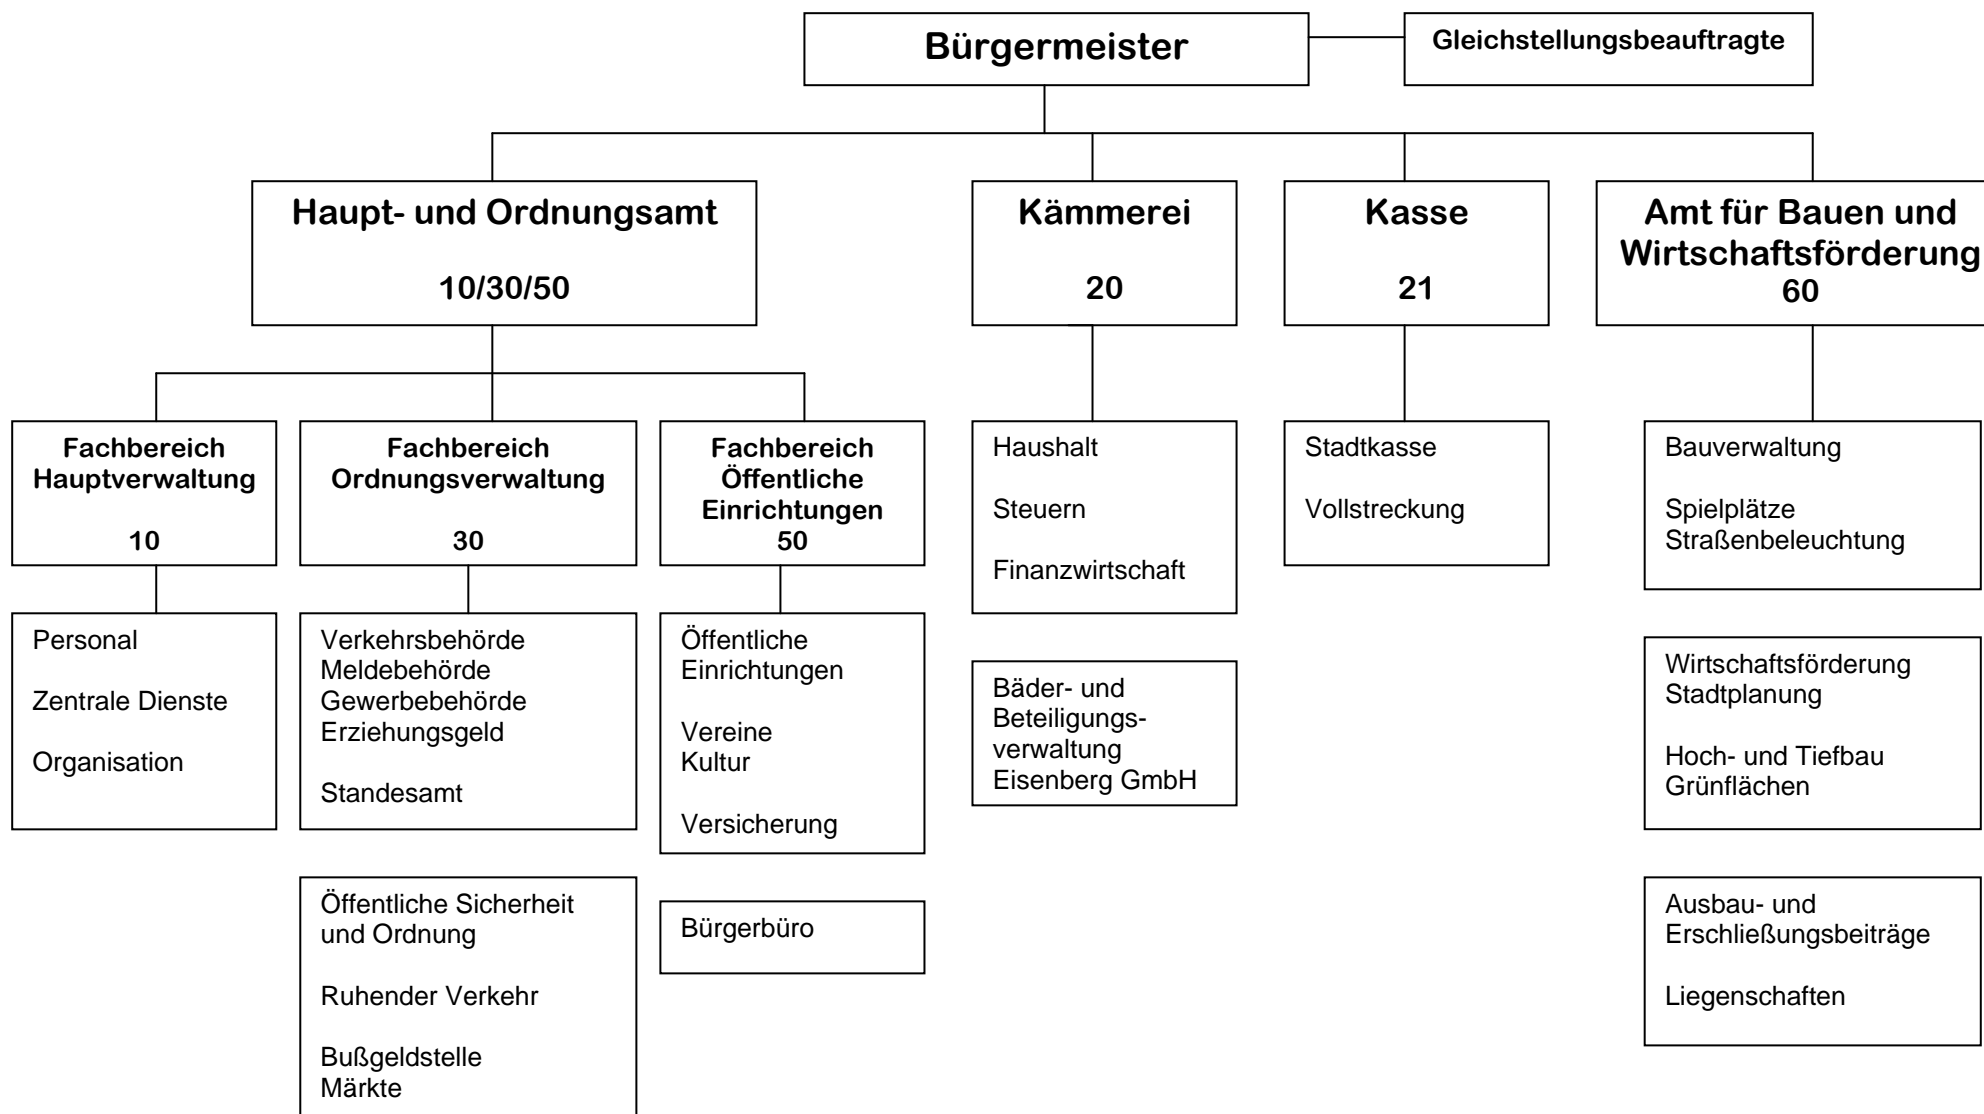 Bürgermeister
Gleichstellungsbeauftragte
Haupt- und Ordnungsamt
10/30/50
Kämmerei
20
Kasse
21
Amt für Bauen und
Wirtschaftsförderung
60
Fachbereich
Hauptverwaltung
10
Fachbereich
Ordnungsverwaltung
30
Fachbereich
Öffentliche
Einrichtungen
50
Haushalt
Steuern
Finanzwirtschaft
Stadtkasse
Vollstreckung
Bauverwaltung
Spielplätze
Straßenbeleuchtung
Personal
Zentrale Dienste
Organisation
Verkehrsbehörde
Meldebehörde
Gewerbebehörde
Erziehungsgeld
Standesamt
Öffentliche
Einrichtungen
Vereine
Kultur
Versicherung
Bäder- und
Beteiligungs-
verwaltung
Eisenberg GmbH
Wirtschaftsförderung
Stadtplanung
Hoch- und Tiefbau
Grünflächen
Öffentliche Sicherheit
und Ordnung
Ruhender Verkehr
Bußgeldstelle
Märkte
Bürgerbüro
Ausbau- und
Erschließungsbeiträge
Liegenschaften